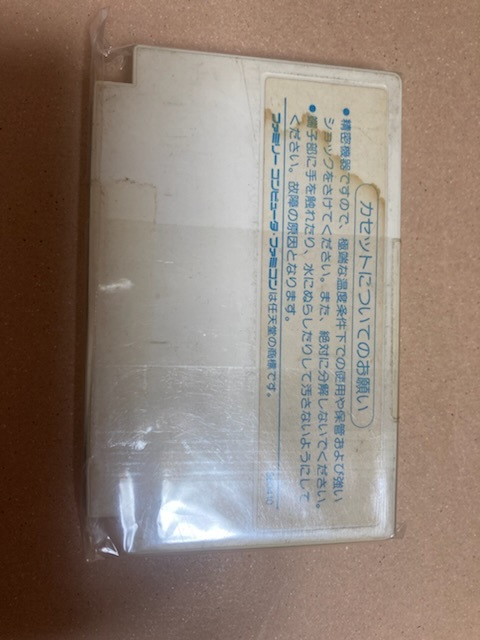 カセットについてのお願い
●精密機器ですので、極端な温度条件下での使用や保管および強い
ショックをさけてください。また、絶対に分解しないでください。
●端子部に手を触れたり、水にぬらしたりして汚さないようにして
ください。故障の原因となります。
ファミリーコンピュータ・ファミコンは任天堂の商標です。